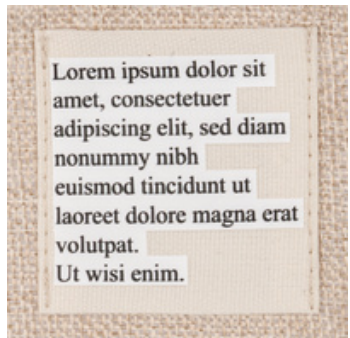 Lorem ipsum dolor sit
amet, consectetuer
adipiscing elit, sed diam
nonummy nibh
euismod tincidunt ut
laoreet dolore magna erat
volutpat.
Ut wisi enim.